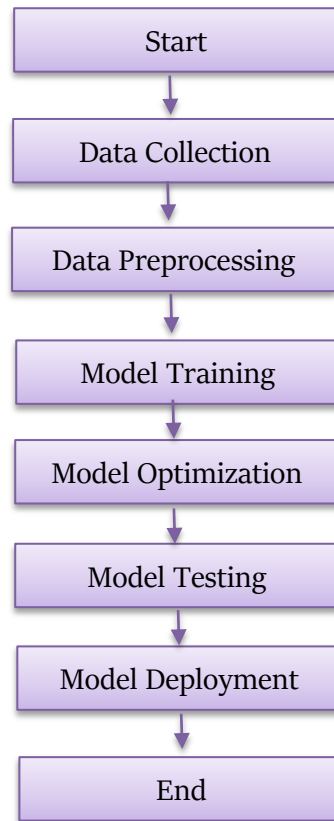 Start
Data Collection
Data Preprocessing
Model Training
Model Optimization
Model Testing
Model Deployment
End